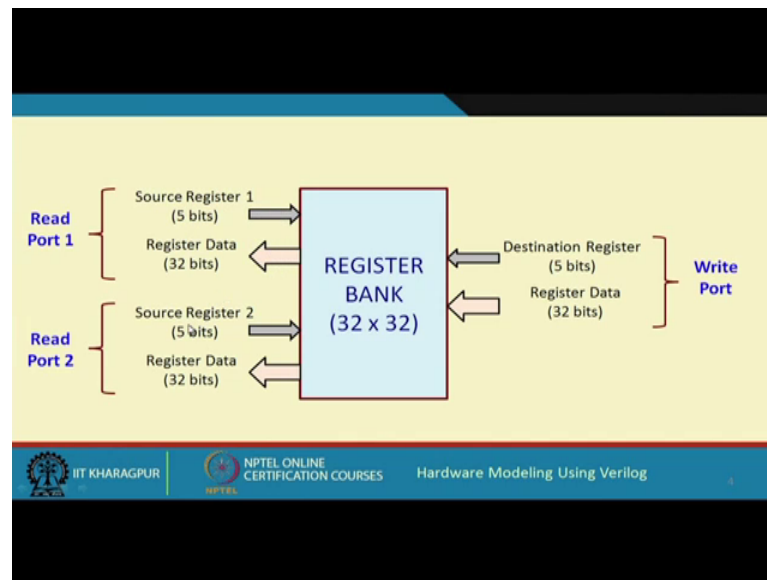 Read
Port 1
Source Register 1
(5 bits)
Register Data
(32 bits)
Read
Port 2
Source Register 2
(5 bits)
Register Data
(32 bits)
REGISTER
BANK
(32 x 32)
Destination Register
(5 bits)
Register Data
(32 bits)
Write
Port
IIT KHARAGPUR
NPTEL
NPTEL ONLINE
CERTIFICATION COURSES
Hardware Modeling Using Verilog
4